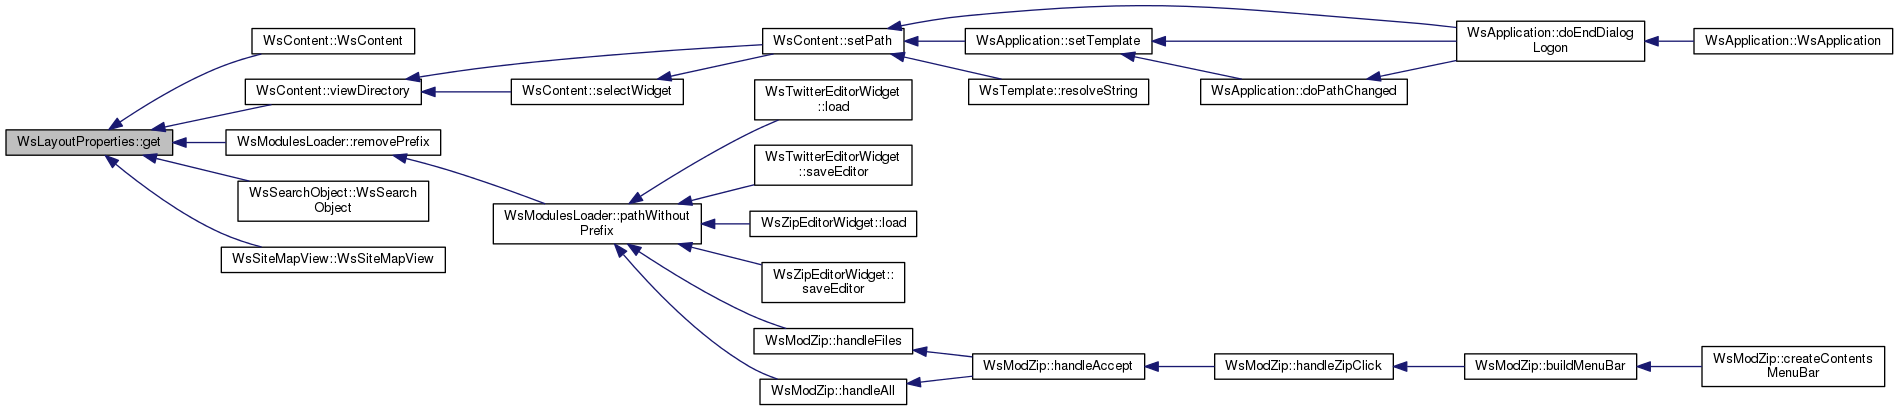 WsLayoutProperties::get
WsContent::WsContent
WsContent::viewDirectory
WsModulesLoader::removePrefix
WsSearchObject::WsSearch
Object
WsSiteMapView::WsSiteMapView
WsContent::selectWidget
WsModulesLoader::pathWithout
Prefix
WsContent::setPath
WsTwitterEditorWidget
::load
WsTwitterEditorWidget
::saveEditor
WsZipEditorWidget::load
WsZipEditorWidget::
saveEditor
WsModZip::handleFiles
WsModZip::handleAll
WsApplication::setTemplate
WsTemplate::resolveString
WsModZip::handleAccept
WsApplication::doPathChanged
WsModZip::handleZipClick
WsApplication::doEndDialog
Logon
WsModZip::buildMenuBar
WsApplication::WsApplication
WsModZip::createContents
MenuBar